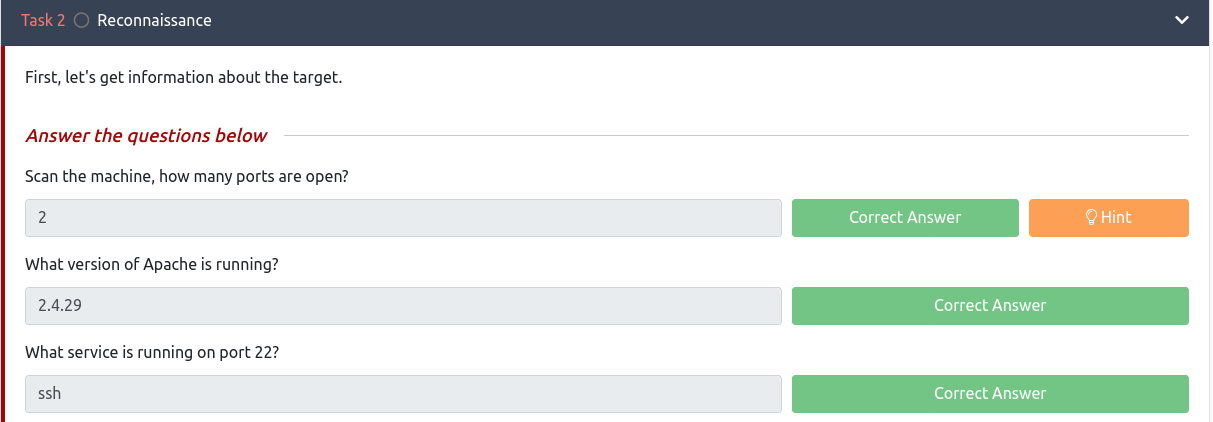 Task 2 Reconnaissance
First, let's get information about the target.
Answer the questions below
Scan the machine, how many ports are open?
2 Correct Answer Hint
What version of Apache is running?
2.4.29 Correct Answer
What service is running on port 22?
ssh Correct Answer